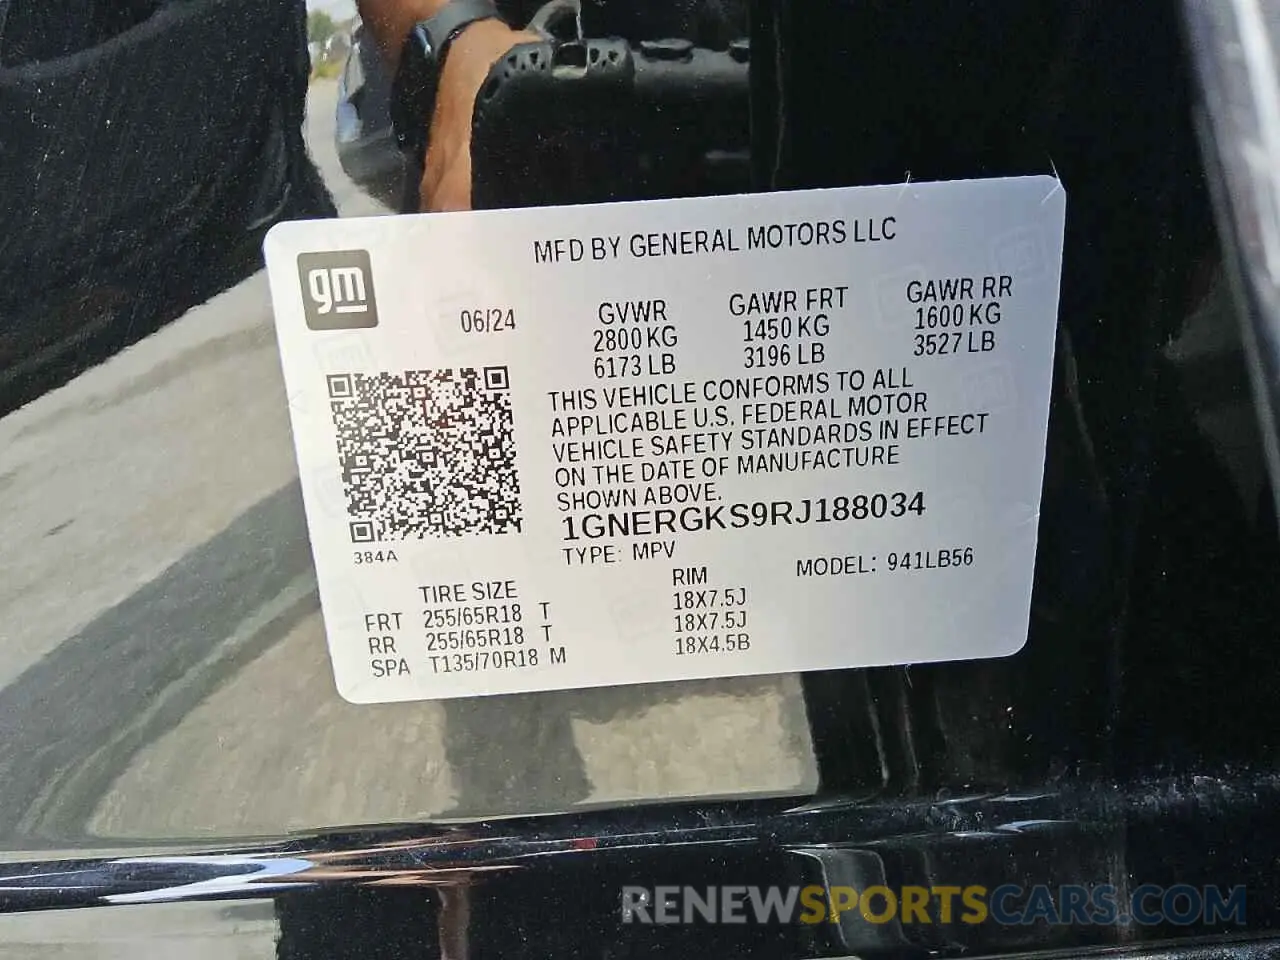 MFD BY GENERAL MOTORS LLC
gm
06/24
GVWR GAWR FRT GAWR RR
2800 KG 1450 KG 1600 KG
6173 LB 3196 LB 3527 LB
THIS VEHICLE CONFORMS TO ALL
APPLICABLE U.S. FEDERAL MOTOR
VEHICLE SAFETY STANDARDS IN EFFECT
ON THE DATE OF MANUFACTURE
SHOWN ABOVE.
1GNERGKS9RJ188034
384A
TYPE: MPV MODEL: 941LB56
TIRE SIZE RIM
FRT 255/65R18 T 18X7.5J
RR 255/65R18 T 18X7.5J
SPA T135/70R18 M 18X4.5B
RENEWSPORTSCARS.COM